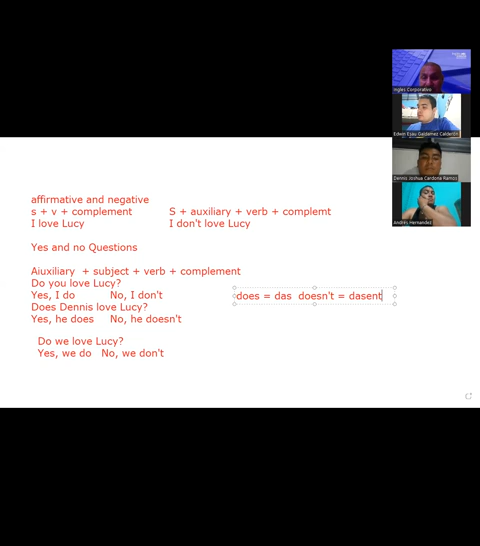 Ingles Corporativo
Edwin Esau Galdamez Calderon
Dennis Joshua Cardona Ramos
Andres Hernandez
affirmative and negative
s + v + complement S + auxiliary + verb + complemt
I love Lucy I don't love Lucy
Yes and no Questions
Aiuxiliary + subject + verb + complement
Do you love Lucy?
Yes, I do No, I don't does = das doesn't = dasent
Does Dennis love Lucy?
Yes, he does No, he doesn't
Do we love Lucy?
Yes, we do No, we don't